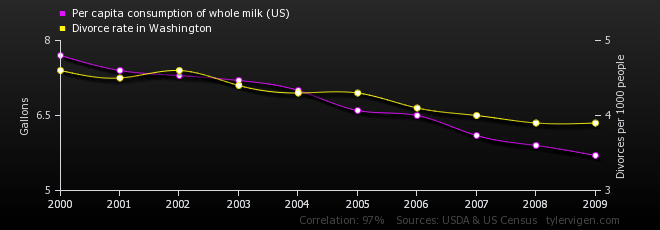 Per capita consumption of whole milk (US)
Divorce rate in Washington
8
6.5
5
Gallons
5
4
3
Divorces per 1000 people
2000 2001 2002 2003 2004 2005 2006 2007 2008 2009
Correlation: 97% Sources: USDA & US Census tylervigen.com